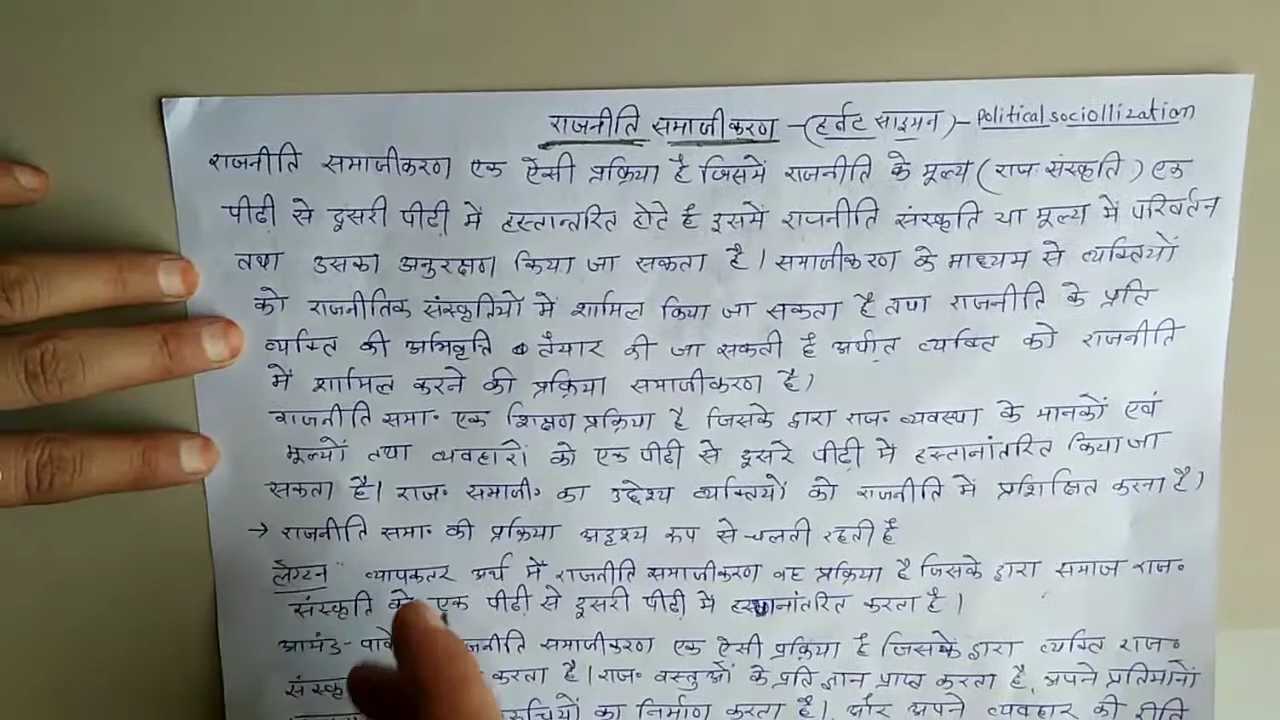 राजनीति समाजीकरण -(हर्बट साइमन)- Political sociollization
राजनीति समाजीकरण एक ऐसी प्रक्रिया है जिसमें राजनीति के मूल्य (राज. संस्कृति) एक
पीढी से दूसरी पीढी में हस्तान्तरित होते है इसमें राजनीति संस्कृति या मूल्य में परिवर्तन
तथा उसका अनुरक्षण किया जा सकता है। समाजीकरण के माध्यम से व्यक्तियों
को राजनीतिक संस्कृतियों में शामिल किया जा सकता है तथा राजनीति के प्रति
व्यक्ति की अभिवृति तैयार की जा सकती है अर्थात व्यक्ति को राजनीति
में शामिल करने की प्रक्रिया समाजीकरण है।
राजनीति समा॰ एक शिक्षण प्रक्रिया है जिसके द्वारा राज॰ व्यवस्था के मानकों एवं
मूल्यों तथा व्यवहारों को एक पीढी से दूसरे पीढी में हस्तानांतरित किया जा
सकता है। राज॰ समाजी॰ का उद्देश्य व्यक्तियों को राजनीति में प्रशिक्षित करना है।
→ राजनीति समा॰ की प्रक्रिया अदृश्य रूप से चलती रहती है
लेंग्टन व्यापकतर अर्थ में राजनीति समाजीकरण वह प्रक्रिया है जिसके द्वारा समाज राज॰
संस्कृति को एक पीढी से दूसरी पीढी में हस्तानांतरित करता है।
आमंड- समाजीकरण एक ऐसी प्रक्रिया है जिसके द्वारा व्यक्ति राज॰
करता है। राज॰ वस्तुओं के प्रति ज्ञान प्राप्त करता है, अपने प्रतिमानों
का निर्माण करता है। और अपने व्यवहार की रीति